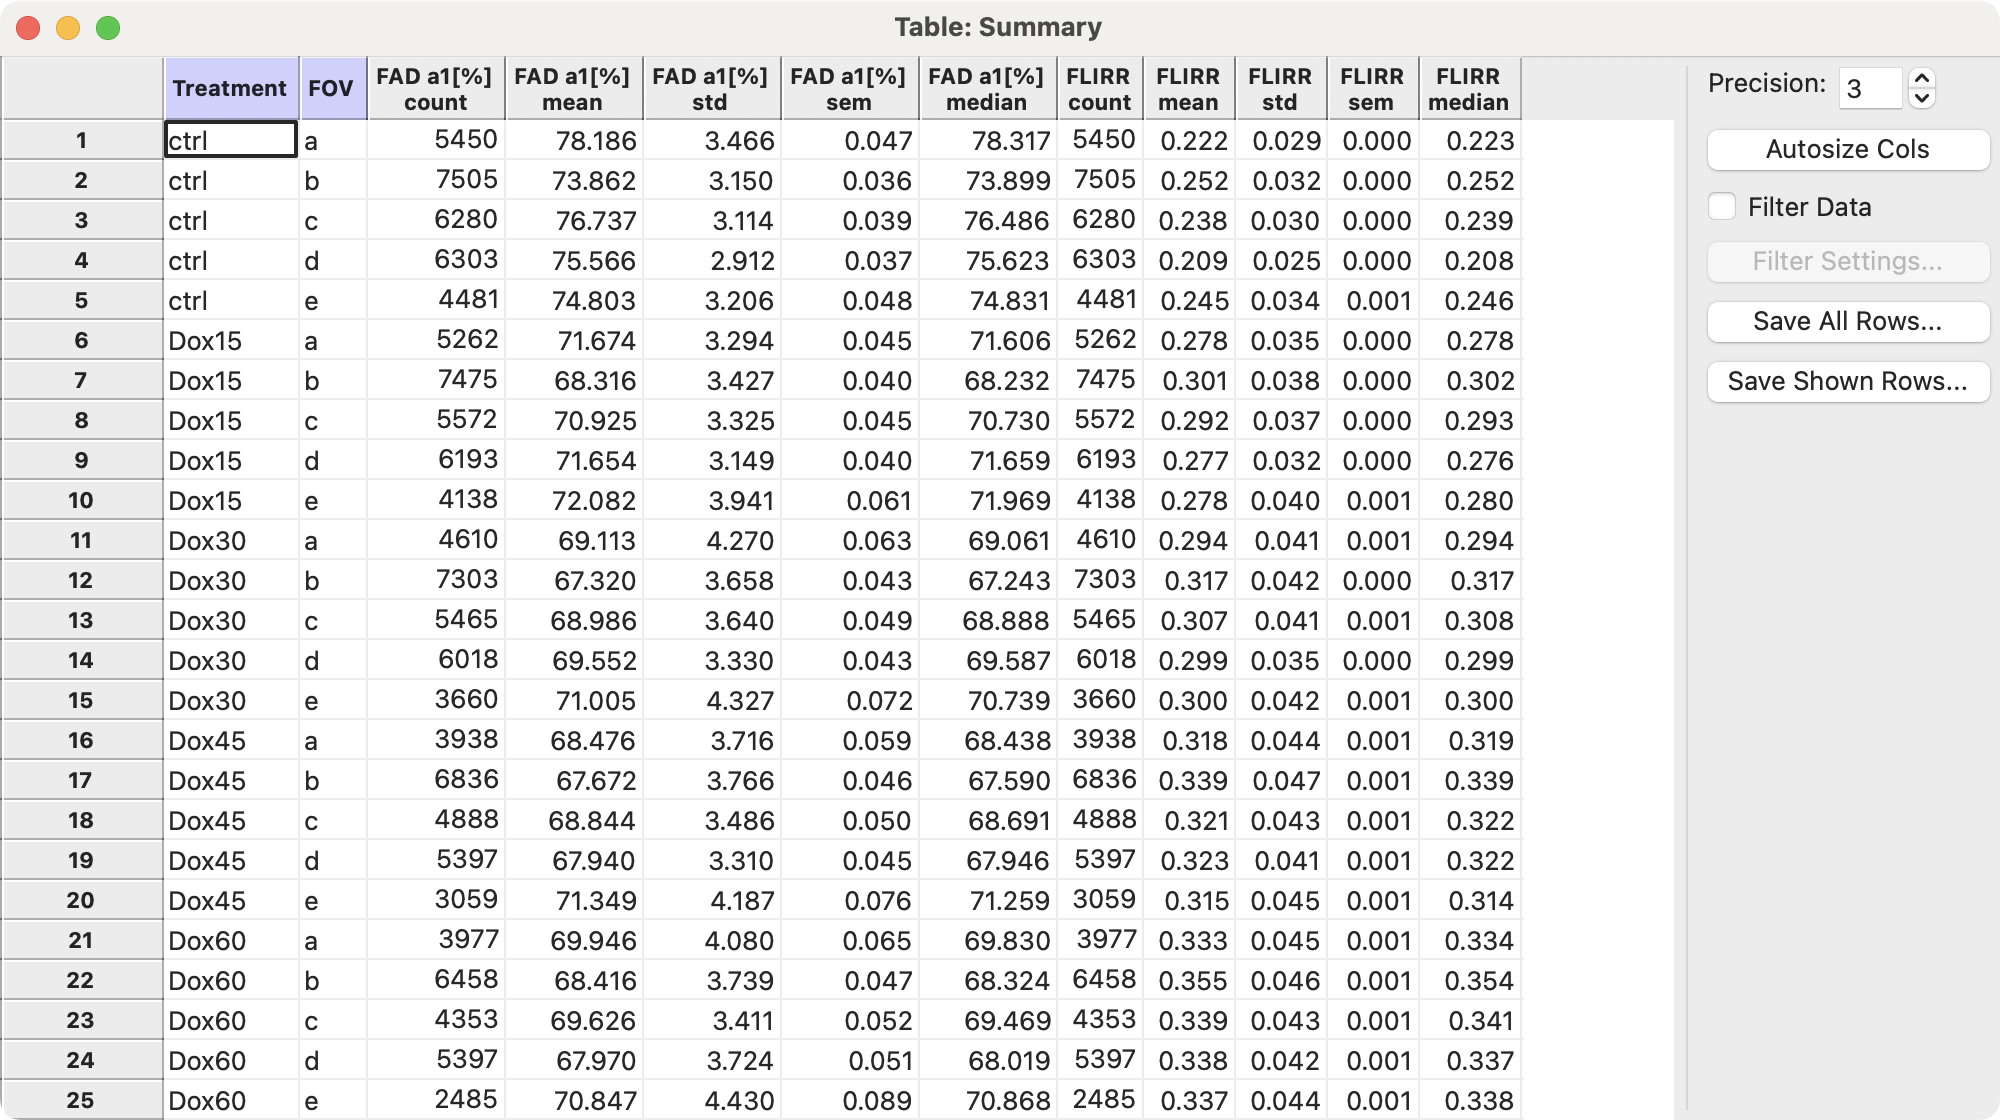 Table: Summary
Treatment FOV FAD a1[%] count FAD a1[%] mean FAD a1[%] std FAD a1[%] sem FAD a1[%] median FLIRR count FLIRR mean FLIRR std FLIRR sem FLIRR median
1 ctrl a 5450 78.186 3.466 0.047 78.317 5450 0.222 0.029 0.000 0.223
2 ctrl b 7505 73.862 3.150 0.036 73.899 7505 0.252 0.032 0.000 0.252
3 ctrl c 6280 76.737 3.114 0.039 76.486 6280 0.238 0.030 0.000 0.239
4 ctrl d 6303 75.566 2.912 0.037 75.623 6303 0.209 0.025 0.000 0.208
5 ctrl e 4481 74.803 3.206 0.048 74.831 4481 0.245 0.034 0.001 0.246
6 Dox15 a 5262 71.674 3.294 0.045 71.606 5262 0.278 0.035 0.000 0.278
7 Dox15 b 7475 68.316 3.427 0.040 68.232 7475 0.301 0.038 0.000 0.302
8 Dox15 c 5572 70.925 3.325 0.045 70.730 5572 0.292 0.037 0.000 0.293
9 Dox15 d 6193 71.654 3.149 0.040 71.659 6193 0.277 0.032 0.000 0.276
10 Dox15 e 4138 72.082 3.941 0.061 71.969 4138 0.278 0.040 0.001 0.280
11 Dox30 a 4610 69.113 4.270 0.063 69.061 4610 0.294 0.041 0.001 0.294
12 Dox30 b 7303 67.320 3.658 0.043 67.243 7303 0.317 0.042 0.000 0.317
13 Dox30 c 5465 68.986 3.640 0.049 68.888 5465 0.307 0.041 0.001 0.308
14 Dox30 d 6018 69.552 3.330 0.043 69.587 6018 0.299 0.035 0.000 0.299
15 Dox30 e 3660 71.005 4.327 0.072 70.739 3660 0.300 0.042 0.001 0.300
16 Dox45 a 3938 68.476 3.716 0.059 68.438 3938 0.318 0.044 0.001 0.319
17 Dox45 b 6836 67.672 3.766 0.046 67.590 6836 0.339 0.047 0.001 0.339
18 Dox45 c 4888 68.844 3.486 0.050 68.691 4888 0.321 0.043 0.001 0.322
19 Dox45 d 5397 67.940 3.310 0.045 67.946 5397 0.323 0.041 0.001 0.322
20 Dox45 e 3059 71.349 4.187 0.076 71.259 3059 0.315 0.045 0.001 0.314
21 Dox60 a 3977 69.946 4.080 0.065 69.830 3977 0.333 0.045 0.001 0.334
22 Dox60 b 6458 68.416 3.739 0.047 68.324 6458 0.355 0.046 0.001 0.354
23 Dox60 c 4353 69.626 3.411 0.052 69.469 4353 0.339 0.043 0.001 0.341
24 Dox60 d 5397 67.970 3.724 0.051 68.019 5397 0.338 0.042 0.001 0.337
25 Dox60 e 2485 70.847 4.430 0.089 70.868 2485 0.337 0.044 0.001 0.338
Precision: 3
Autosize Cols
Filter Data
Filter Settings...
Save All Rows...
Save Shown Rows...